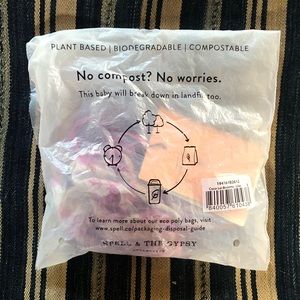 PLANT BASED | BIODEGRADABLE | COMPOSTABLE
No compost? No worries.
This baby will break down in landfill too.
To learn more about our eco poly bags, visit
www.spell.co/packaging-disposal-guide
SPELL & THE GYPSY